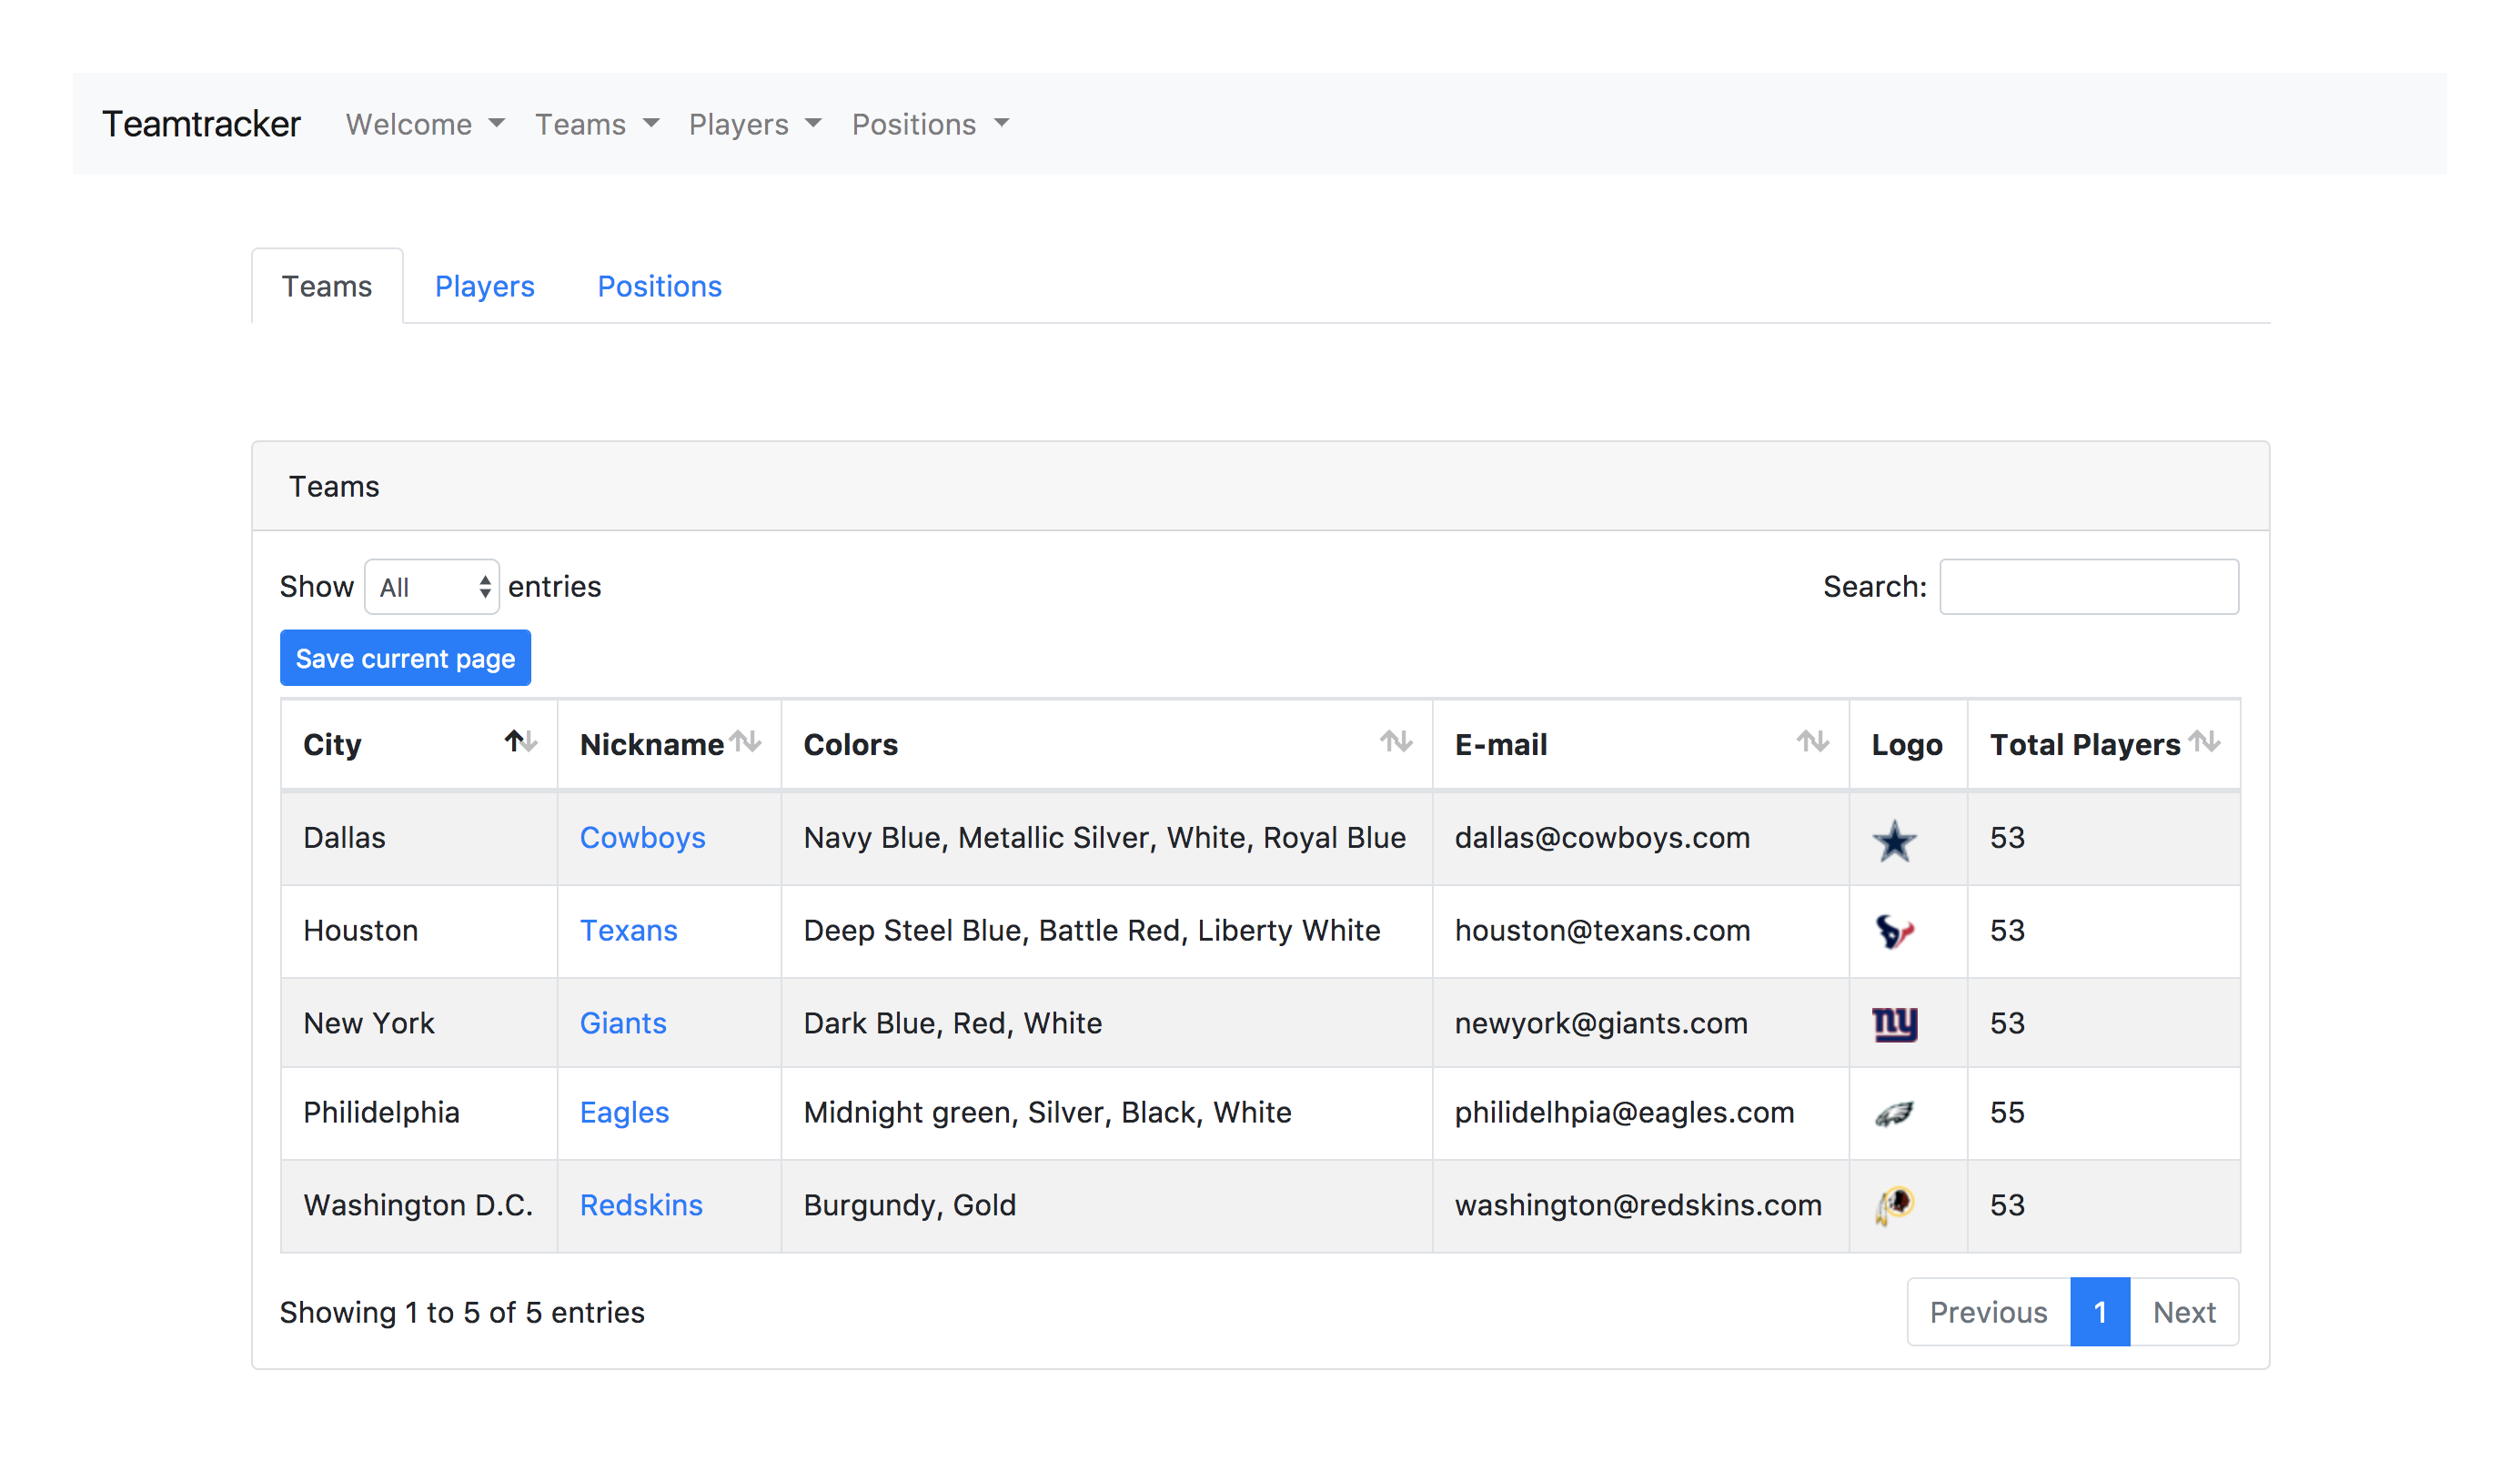 Teamtracker Welcome Teams Players Positions
Teams Players Positions
Teams
Show All entries Search:
Save current page
City Nickname Colors E-mail Logo Total Players
Dallas Cowboys Navy Blue, Metallic Silver, White, Royal Blue dallas@cowboys.com 53
Houston Texans Deep Steel Blue, Battle Red, Liberty White houston@texans.com 53
New York Giants Dark Blue, Red, White newyork@giants.com ny 53
Philidelphia Eagles Midnight green, Silver, Black, White philidelhpia@eagles.com 55
Washington D.C. Redskins Burgundy, Gold washington@redskins.com 53
Showing 1 to 5 of 5 entries Previous 1 Next